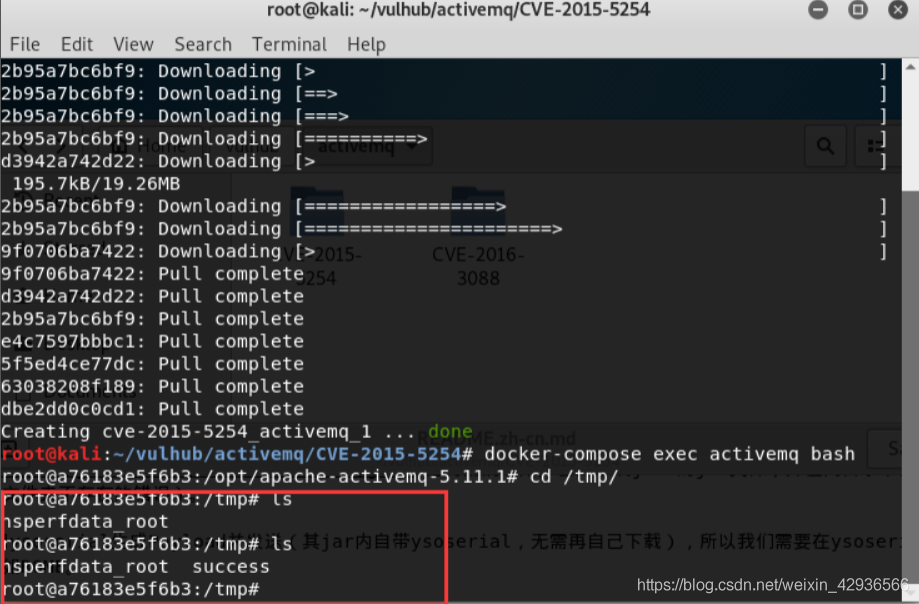 root@kali: ~/vulhub/activemq/CVE-2015-5254
File Edit View Search Terminal Help
2b95a7bc6bf9: Downloading [> ]
2b95a7bc6bf9: Downloading [==> ]
2b95a7bc6bf9: Downloading [===> ]
2b95a7bc6bf9: Downloading [==========> ]
Home activemq
d3942a742d22: Downloading [> ]
195.7kB/19.26MB
2b95a7bc6bf9: Downloading [=================> ]
2b95a7bc6bf9: Downloading [======================> ]
9f0706ba7422: Downloading [> ]
CVE-2015-5254
CVE-2016-3088
9f0706ba7422: Pull complete
d3942a742d22: Pull complete
2b95a7bc6bf9: Pull complete
e4c7597bbbc1: Pull complete
5f5ed4ce77dc: Pull complete
63038208f189: Pull complete
Documents
dbe2dd0c0cd1: Pull complete
Creating cve-2015-5254_activemq_1 ... done
README.zh-cn.md
root@kali:~/vulhub/activemq/CVE-2015-5254# docker-compose exec activemq bash
root@a76183e5f6b3:/opt/apache-activemq-5.11.1# cd /tmp/
root@a76183e5f6b3:/tmp# ls
hsperfdata_root
root@a76183e5f6b3:/tmp# ls
(其jar内自带ysoserial，无需再自己下载)，所以我们需要在ysoseri
hsperfdata_root success
root@a76183e5f6b3:/tmp#
https://blog.csdn.net/weixin_42936566